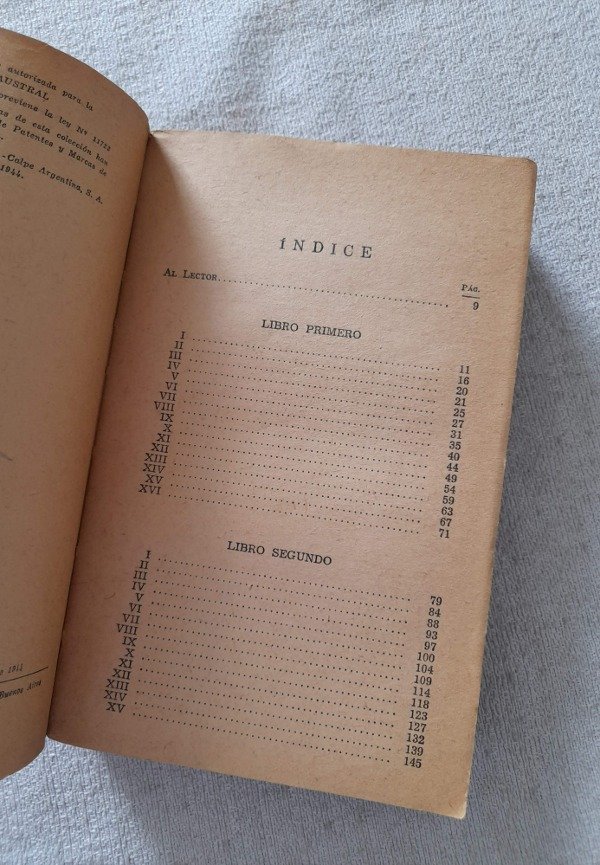 autorizada para la
AUSTRAL
previene la ley Nº 11723
de esta colección han
de Patentes y Marcas de
-Calpe Argentina, S. A.
1944.
Buenos Aires
ÍNDICE
PÁG.
AL LECTOR 9
LIBRO PRIMERO
I 11
II 16
III 20
IV 21
V 25
VI 27
VII 31
VIII 35
IX 40
X 44
XI 49
XII 54
XIII 59
XIV 63
XV 67
XVI 71
LIBRO SEGUNDO
I 79
II 84
III 88
IV 93
V 97
VI 100
VII 104
VIII 109
IX 114
X 118
XI 123
XII 127
XIII 132
XIV 139
XV 145